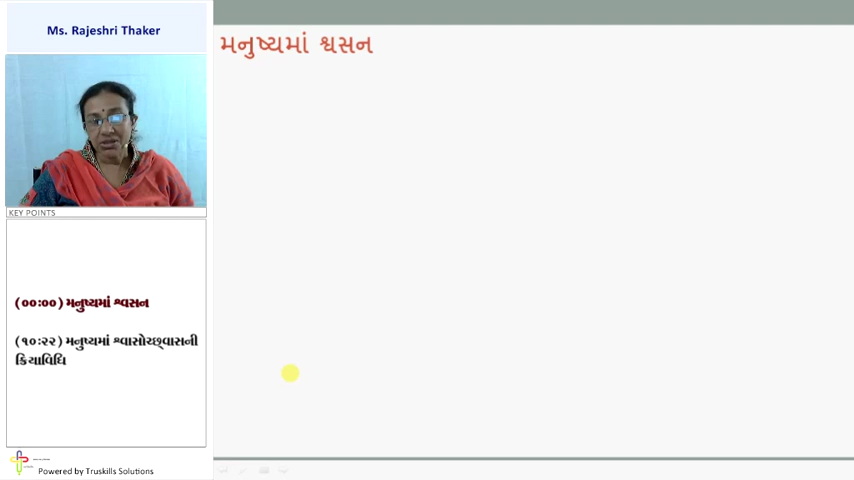 Ms. Rajeshri Thaker
મનુષ્યમાં શ્વસન
KEY POINTS
(૦૦:૦૦) મનુષ્યમાં શ્વસન
(૧૦:૨૨) મનુષ્યમાં શ્વાસોચ્છ્વાસની
ક્રિયાવિધિ
Powered by Truskills Solutions